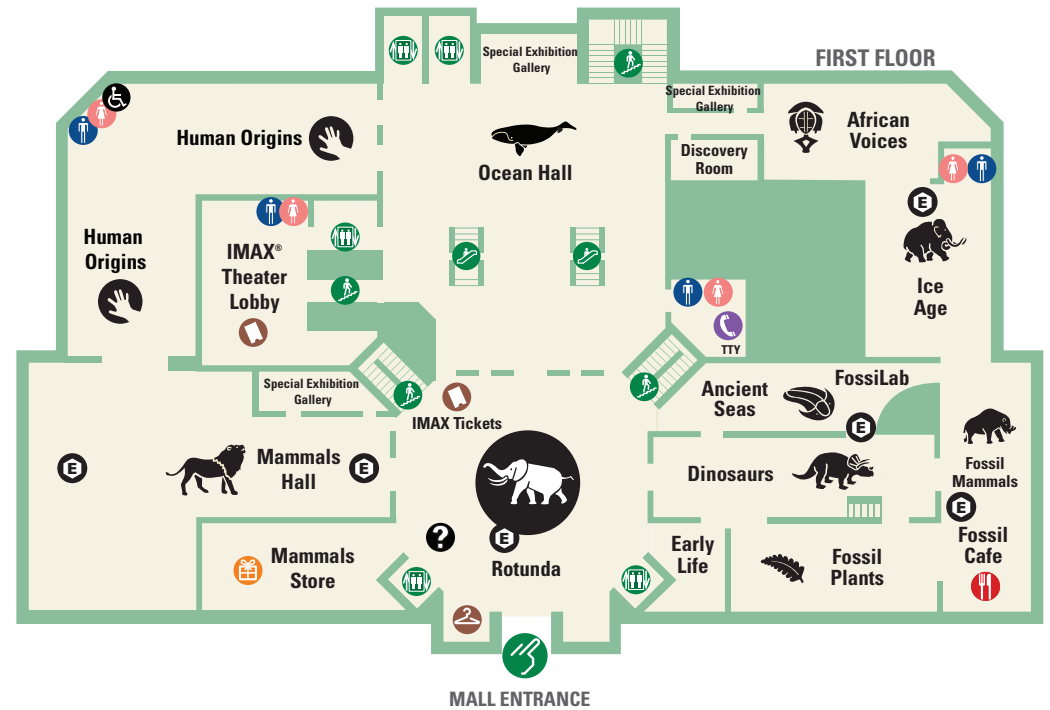 FIRST FLOOR
Special Exhibition
Gallery
Special Exhibition
Gallery
African
Voices
Human Origins
Ocean Hall
Discovery
Room
Human
Origins
IMAX®
Theater
Lobby
E
Ice
Age
TTY
Special Exhibition
Gallery
IMAX Tickets
Ancient
Seas
FossiLab
E
E
Mammals
Hall
E
Dinosaurs
Fossil
Mammals
E
?
E
Rotunda
Mammals
Store
Early
Life
Fossil
Plants
Fossil
Cafe
MALL ENTRANCE